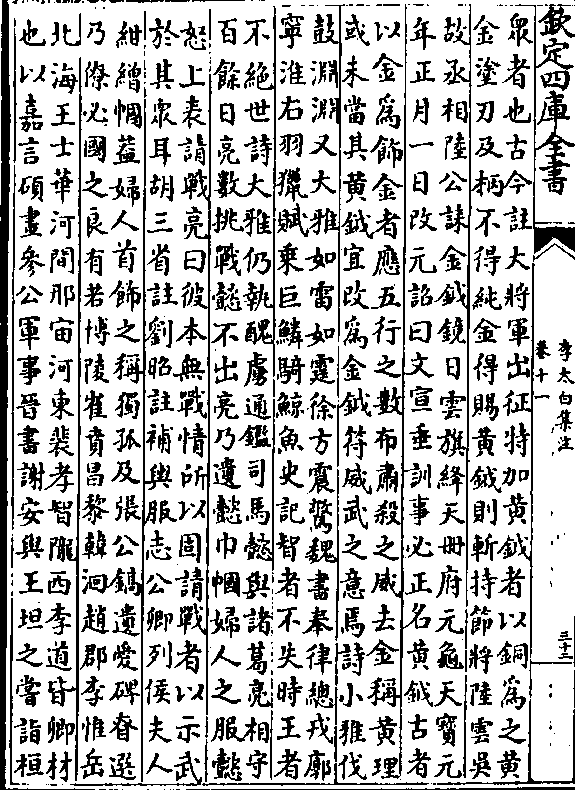 欽定四庫全書
李太白集注
卷十一
三十三
衆者也古今註大將軍出征特加黃鉞者以銅為之黃
金塗刃及柄不得純金得賜黃鉞則斬持節將陸雲吳
故丞相陸公誄金鉞鏡日雲旗絳天冊府元龜天寶元
年正月一日改元詔曰文宣垂訓事必正名黃鉞古者
以金爲飾金者應五行之數布肅殺之威去金稱黃理
或未當其黃鉞宜改爲金鉞符威武之意焉詩小雅伐
鼓淵淵又大雅如雷如霆徐方震驚魏書奉律總戎廓
寧淮右羽獵賦乘巨鱗騎鯨魚史記智者不失時王者
不絕世詩大雅仍執醜虜通鑑司馬懿與諸葛亮相守
百餘日亮數挑戰懿不出亮乃遺懿巾幗婦人之服懿
怒上表請戰亮曰彼本無戰情所以固請戰者以示武
於其衆耳胡三省註劉昭註補輿服志公卿列侯夫人
紺繒幗蓋婦人首飾之稱獨孤及張公鎬遺愛碑眷選
乃僚必國之良有若博陵崔賁昌黎韓洄趙郡李惟岳
北海王士華河間邢宙河東裴孝智隴西李道皆卿材
也以嘉言碩畫參公軍事晉書謝安與王坦之嘗詣桓